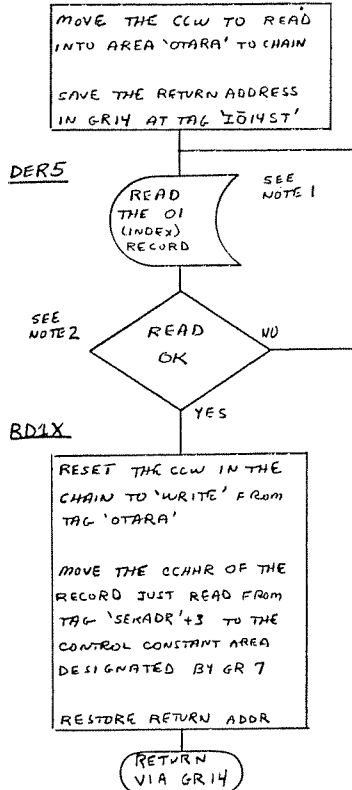 MOVE THE CCW TO READ
INTO AREA 'OTARA' TO CHAIN
SAVE THE RETURN ADDRESS
IN GR14 AT TAG 'IO14ST'
DER5
READ
THE 01
(INDEX)
RECORD
SEE
NOTE 1
SEE
NOTE 2
READ
OK
NO
YES
BD1X
RESET THE CCW IN THE
CHAIN TO 'WRITE' FROM
TAG 'OTARA'
MOVE THE CCHHR OF THE
RECORD JUST READ FROM
TAG 'SEKADR'+3 TO THE
CONTROL CONSTANT AREA
DESIGNATED BY GR 7
RESTORE RETURN ADDR
RETURN
VIA GR14